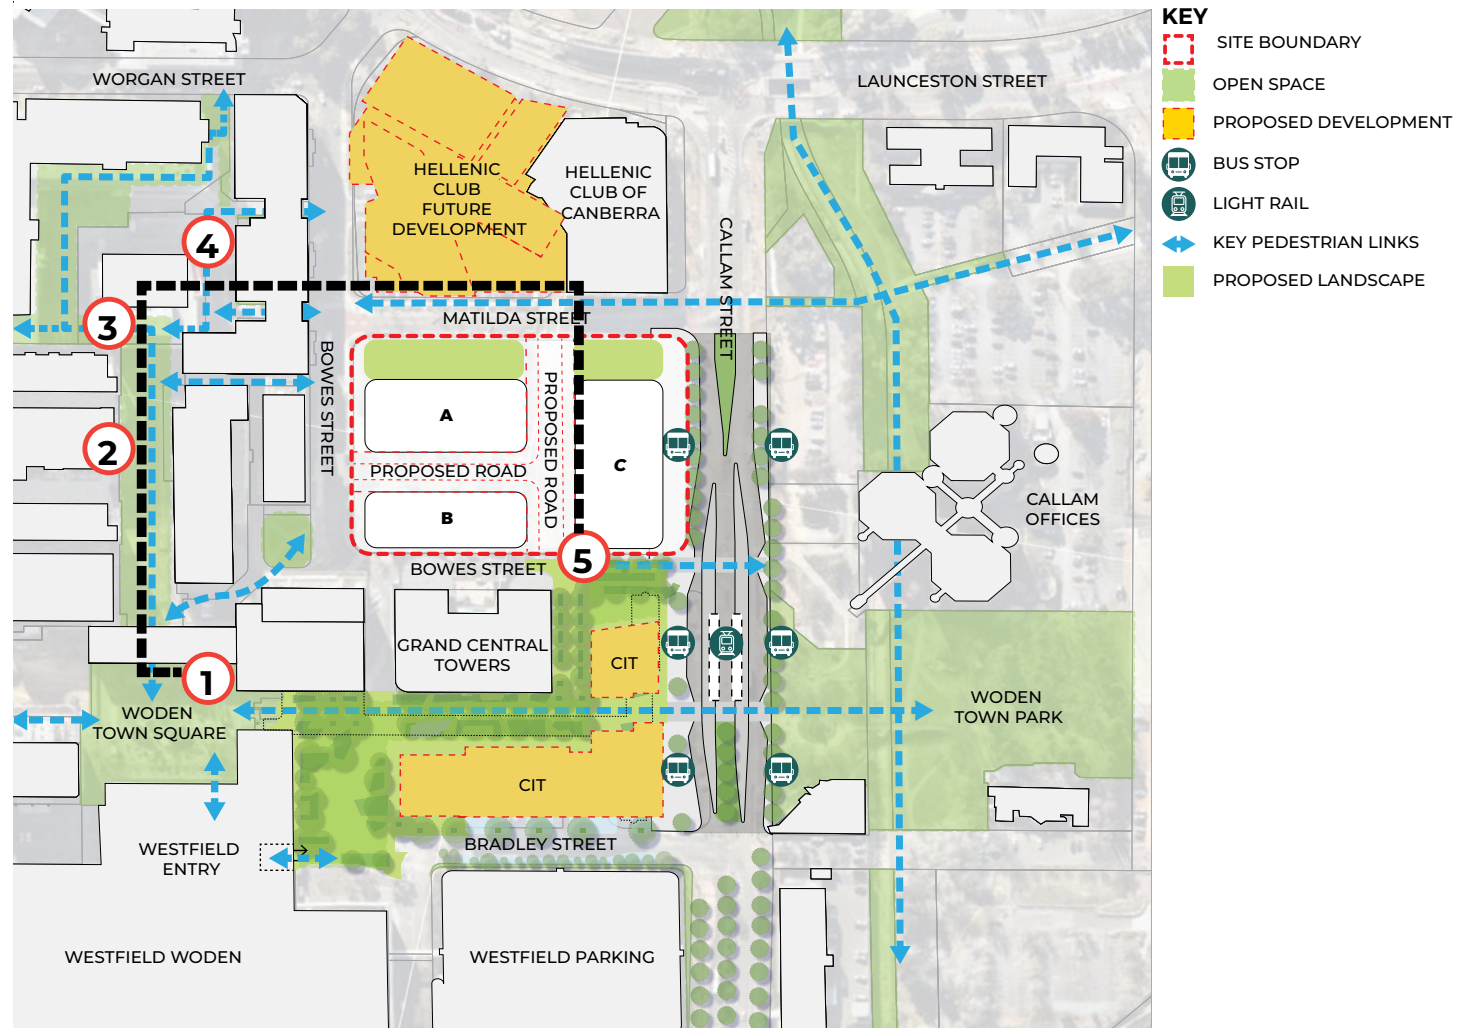 KEY
SITE BOUNDARY
OPEN SPACE
PROPOSED DEVELOPMENT
BUS STOP
LIGHT RAIL
KEY PEDESTRIAN LINKS
PROPOSED LANDSCAPE
WORGAN STREET
LAUNCESTON STREET
HELLENIC
CLUB
FUTURE
DEVELOPMENT
HELLENIC
CLUB OF
CANBERRA
CALLAM STREET
4
3
MATILDA STREET
BOWES STREET
A
PROPOSED ROAD
PROPOSED ROAD
B
C
2
CALLAM
OFFICES
5
BOWES STREET
GRAND CENTRAL
TOWERS
CIT
1
WODEN
TOWN SQUARE
WODEN
TOWN PARK
CIT
WESTFIELD
ENTRY
BRADLEY STREET
WESTFIELD WODEN
WESTFIELD PARKING